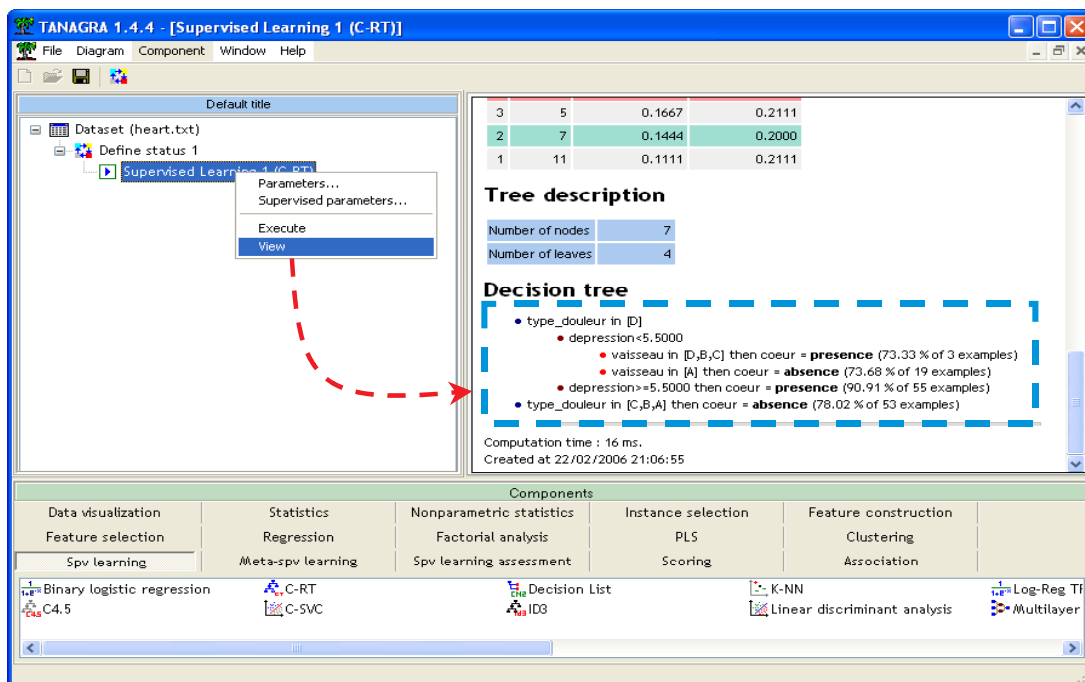 TANAGRA 1.4.4 - [Supervised Learning 1 (C-RT)]
File Diagram Component Window Help
Default title
Dataset (heart.txt)
Define status 1
Supervised Learning 1 (C-RT)
Parameters...
Supervised parameters...
Execute
View
3 5 0.1667 0.2111
2 7 0.1444 0.2000
1 11 0.1111 0.2111
Tree description
Number of nodes 7
Number of leaves 4
Decision tree
type_douleur in [D]
depression<5.5000
vaisseau in [D,B,C] then coeur = presence (73.33 % of 3 examples)
vaisseau in [A] then coeur = absence (73.68 % of 19 examples)
depression>=5.5000 then coeur = presence (90.91 % of 55 examples)
type_douleur in [C,B,A] then coeur = absence (78.02 % of 53 examples)
Computation time : 16 ms.
Created at 22/02/2006 21:06:55
Components
Data visualization Statistics Nonparametric statistics Instance selection Feature construction
Feature selection Regression Factorial analysis PLS Clustering
Spv learning Meta-spv learning Spv learning assessment Scoring Association
Binary logistic regression C-RT Decision List K-NN Log-Reg TR
C4.5 C-SVC ID3 Linear discriminant analysis Multilayer